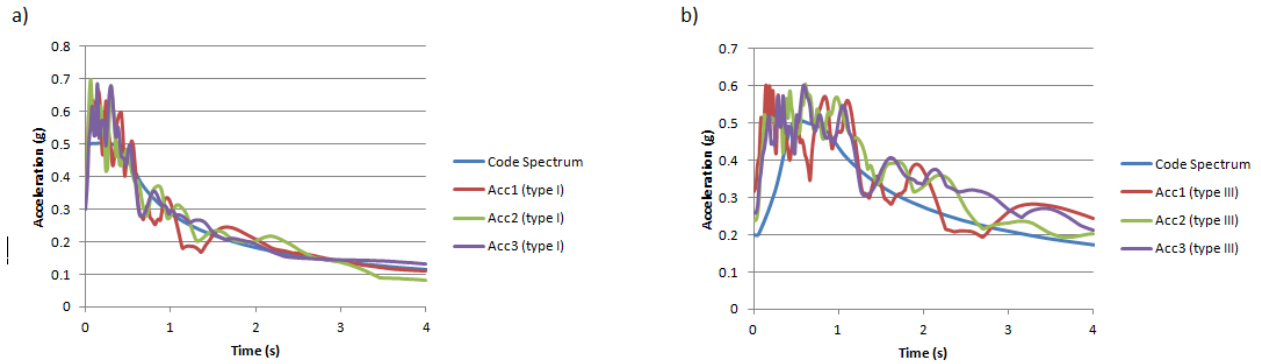 a)
Acceleration (g)
0.8
0.7
0.6
0.5
0.4
0.3
0.2
0.1
0
0 1 2 3 4
Time (s)
Code Spectrum
Acc1 (type I)
Acc2 (type I)
Acc3 (type I)
b)
Acceleration (g)
0.7
0.6
0.5
0.4
0.3
0.2
0.1
0
0 1 2 3 4
Time (s)
Code Spectrum
Acc1 (type III)
Acc2 (type III)
Acc3 (type III)